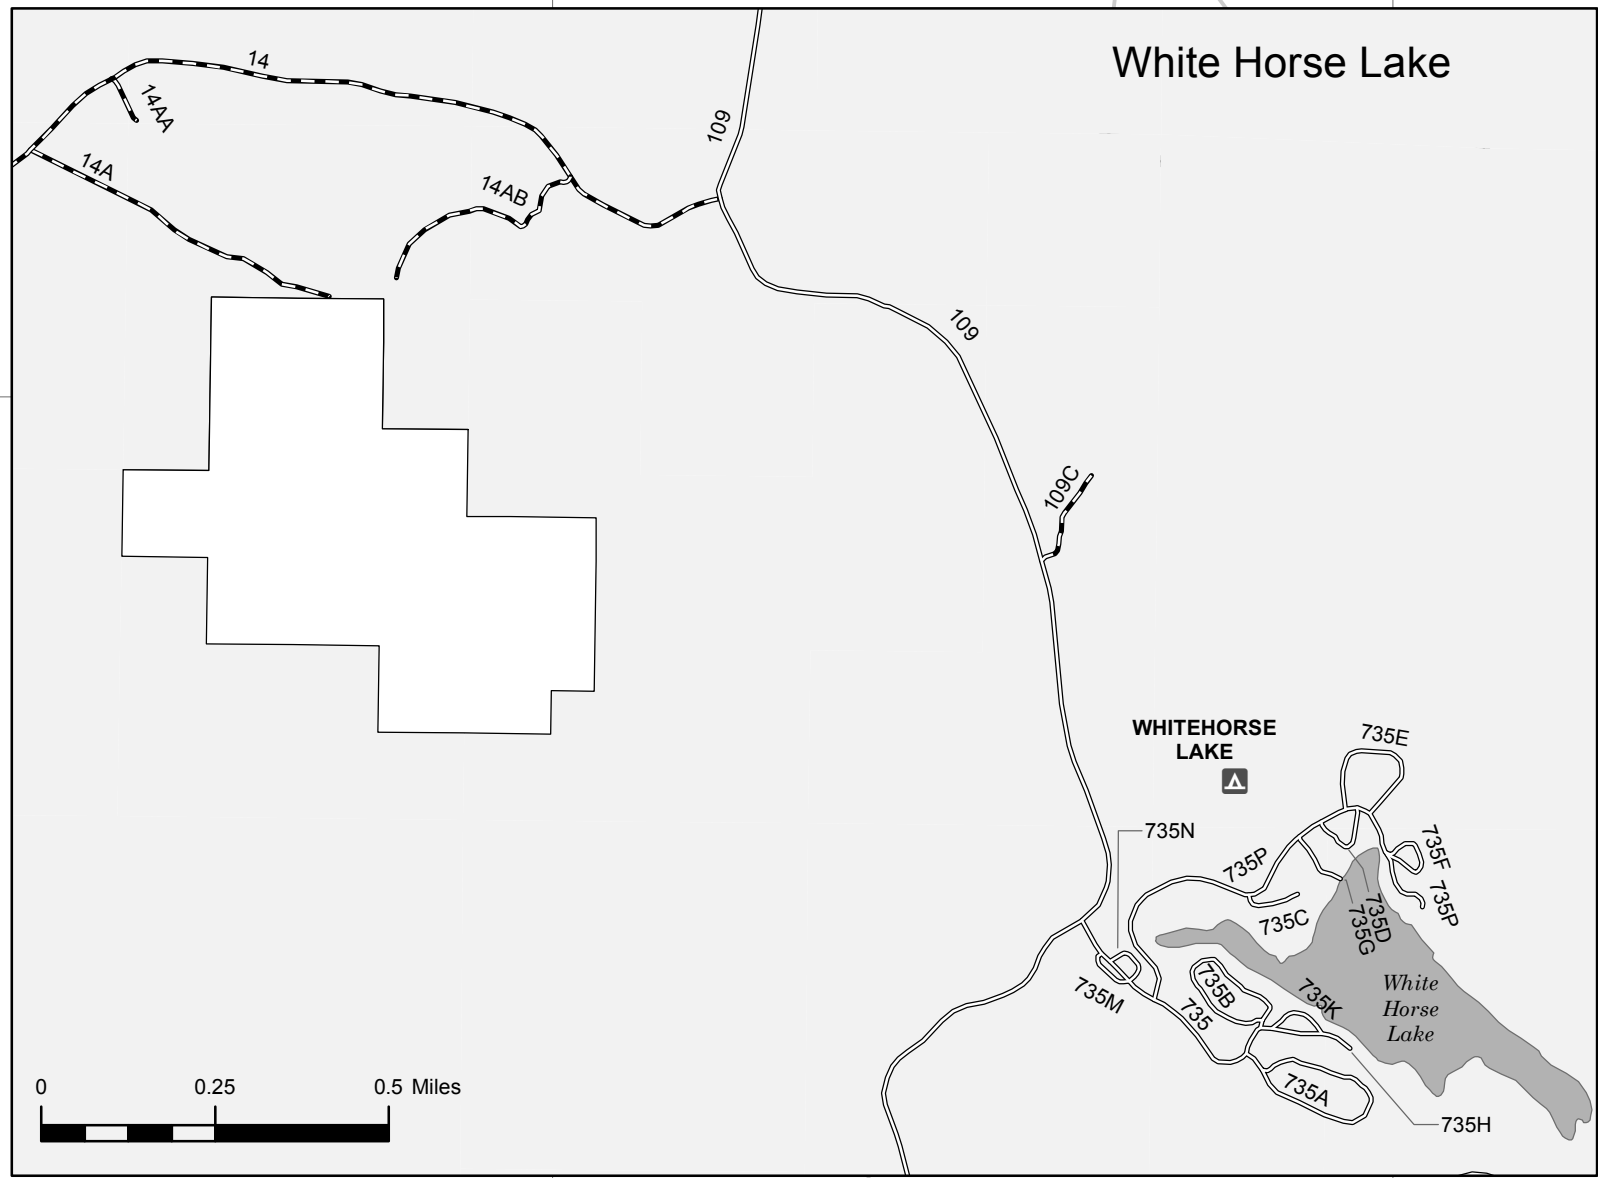 White Horse Lake
14
14AA
109
14A
14AB
109
109C
WHITEHORSE
LAKE
735E
735N
735F
735P
735P
735D
735C
735G
735B
735M
735K
White
Horse
Lake
735
0 0.25 0.5 Miles
735A
735H